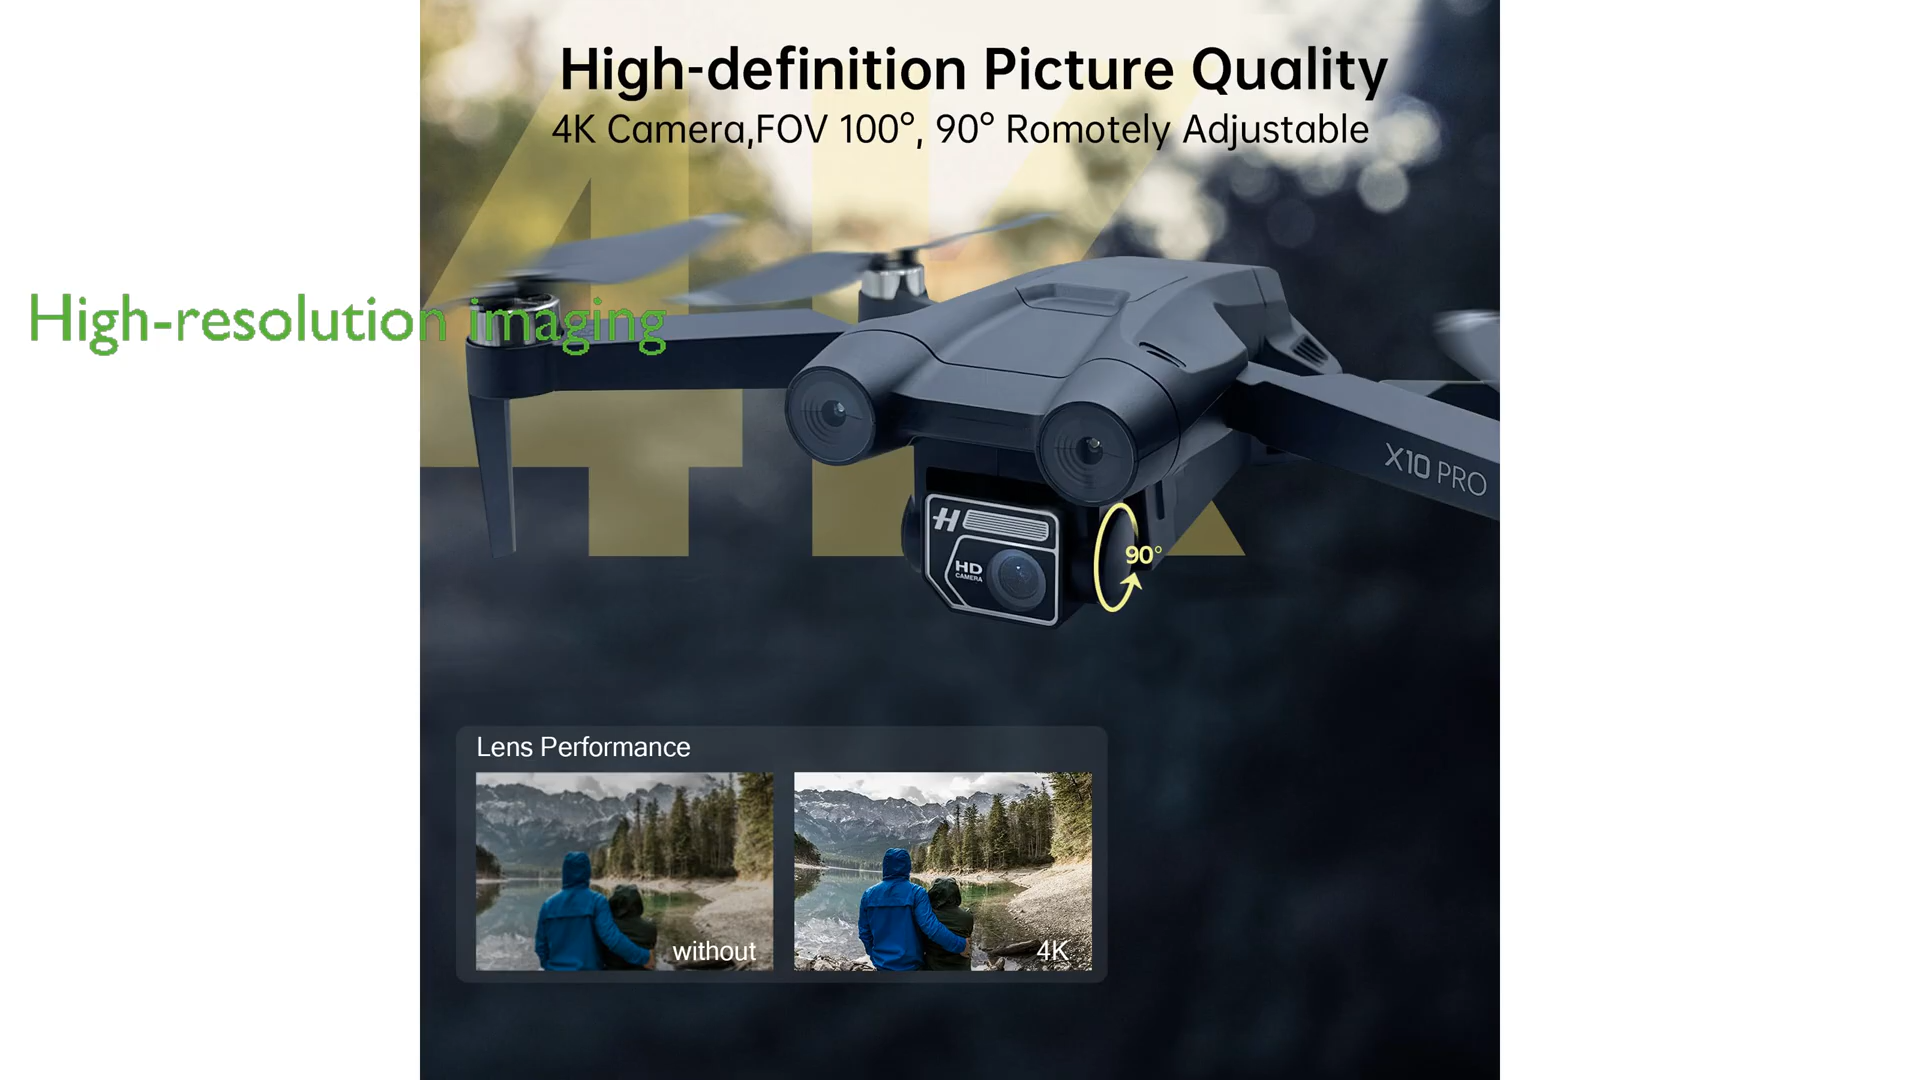 High-definition Picture Quality
4K Camera,FOV 100°, 90° Romotely Adjustable
4K
High-resolution imaging
X10 PRO
H
HD
CAMERA
90°
Lens Performance
without
4K